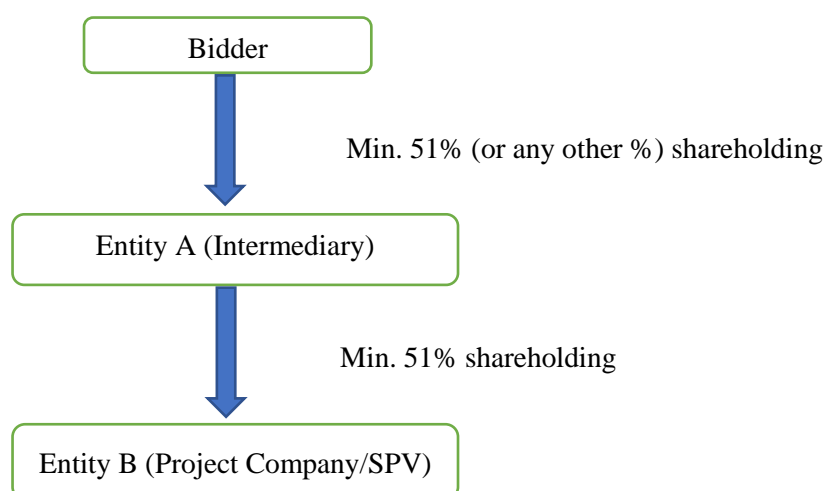 Bidder
Min. 51% (or any other %) shareholding
Entity A (Intermediary)
Min. 51% shareholding
Entity B (Project Company/SPV)